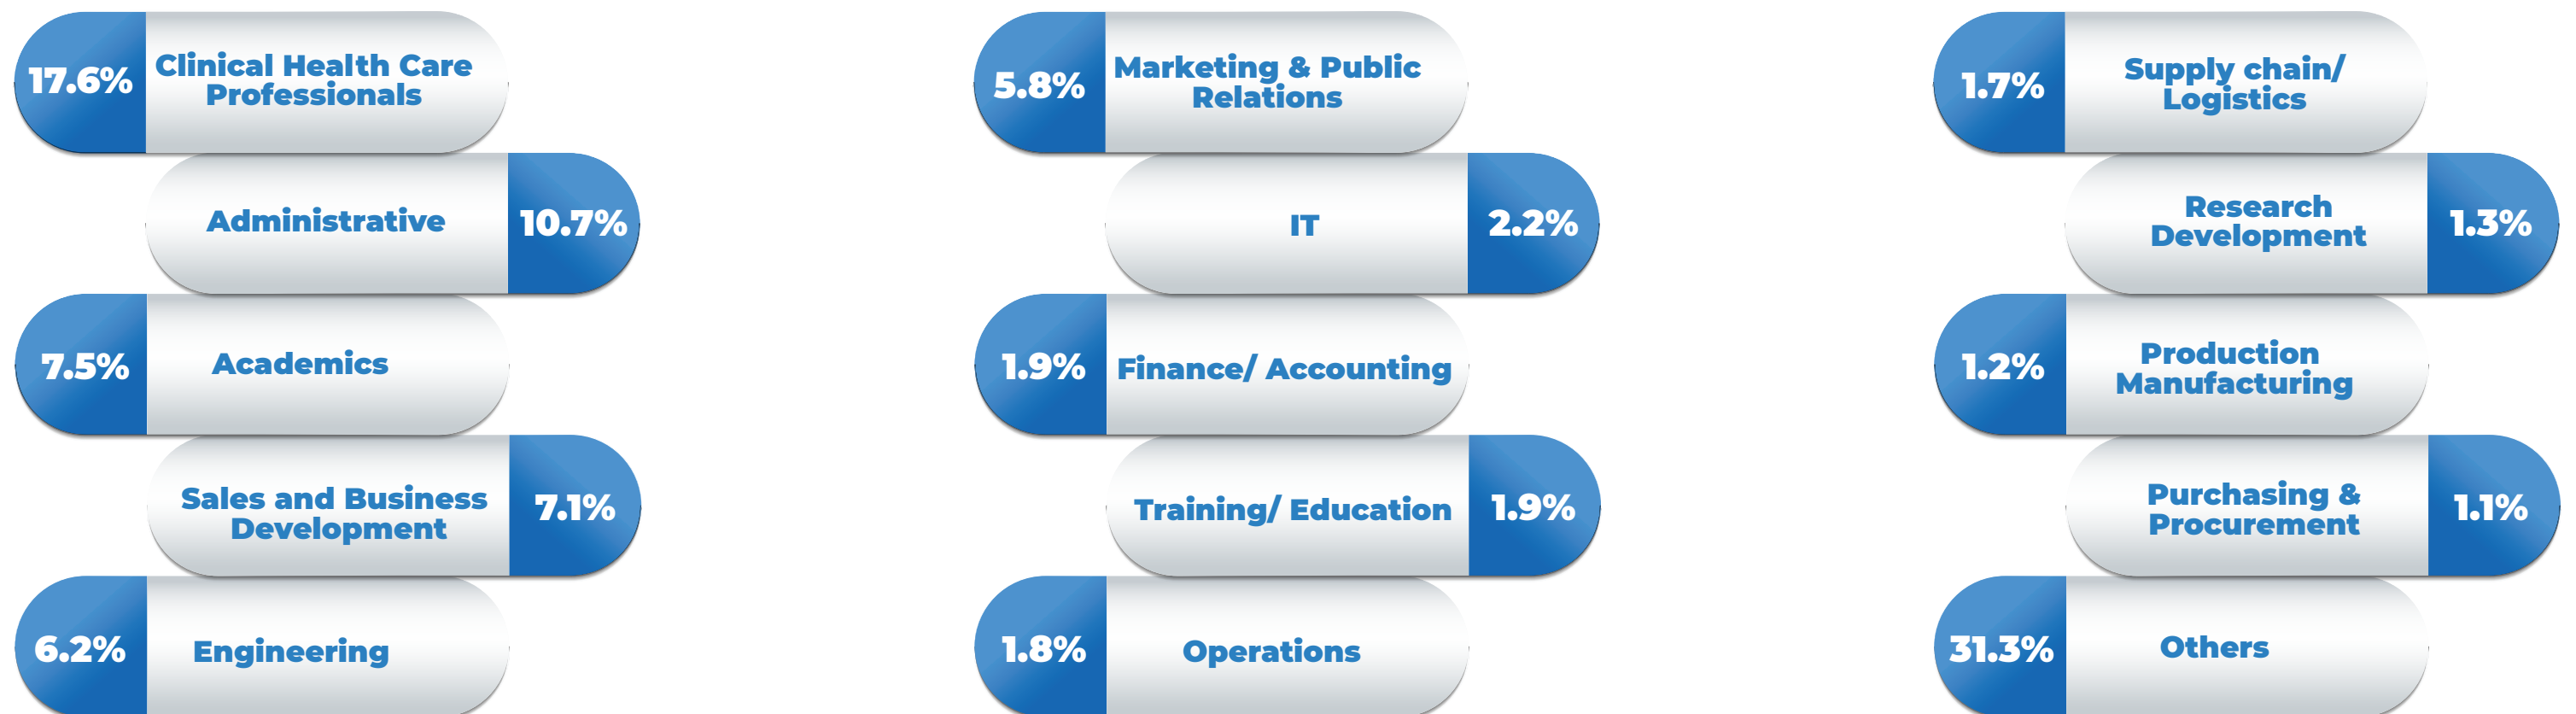 17.6%
Clinical Health Care
Professionals
Administrative
10.7%
7.5%
Academics
Sales and Business
Development
7.1%
6.2%
Engineering
5.8%
Marketing & Public
Relations
IT
2.2%
1.9%
Finance/ Accounting
Training/ Education
1.9%
1.8%
Operations
1.7%
Supply chain/
Logistics
Research
Development
1.3%
1.2%
Production
Manufacturing
Purchasing &
Procurement
1.1%
31.3%
Others